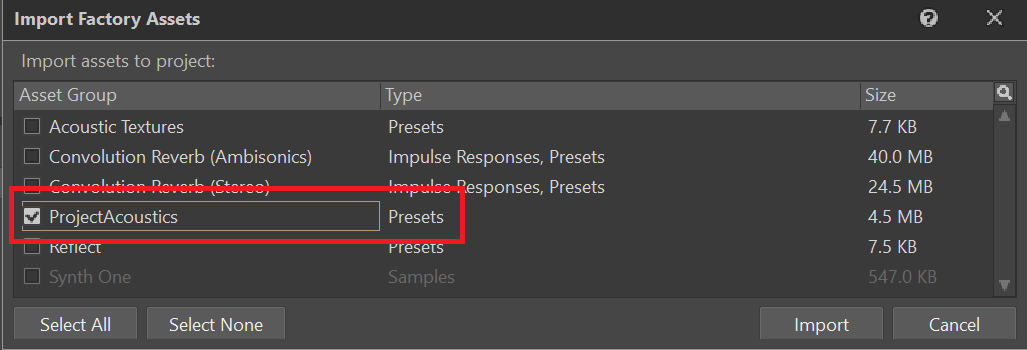 Import Factory Assets
Import assets to project:
Asset Group Type Size
Acoustic Textures Presets 7.7 KB
Convolution Reverb (Ambisonics) Impulse Responses, Presets 40.0 MB
Convolution Reverb (Stereo) Impulse Responses, Presets 24.5 MB
ProjectAcoustics Presets 4.5 MB
Reflect Presets 7.5 KB
Synth One Samples 547.0 KB
Select All Select None Import Cancel